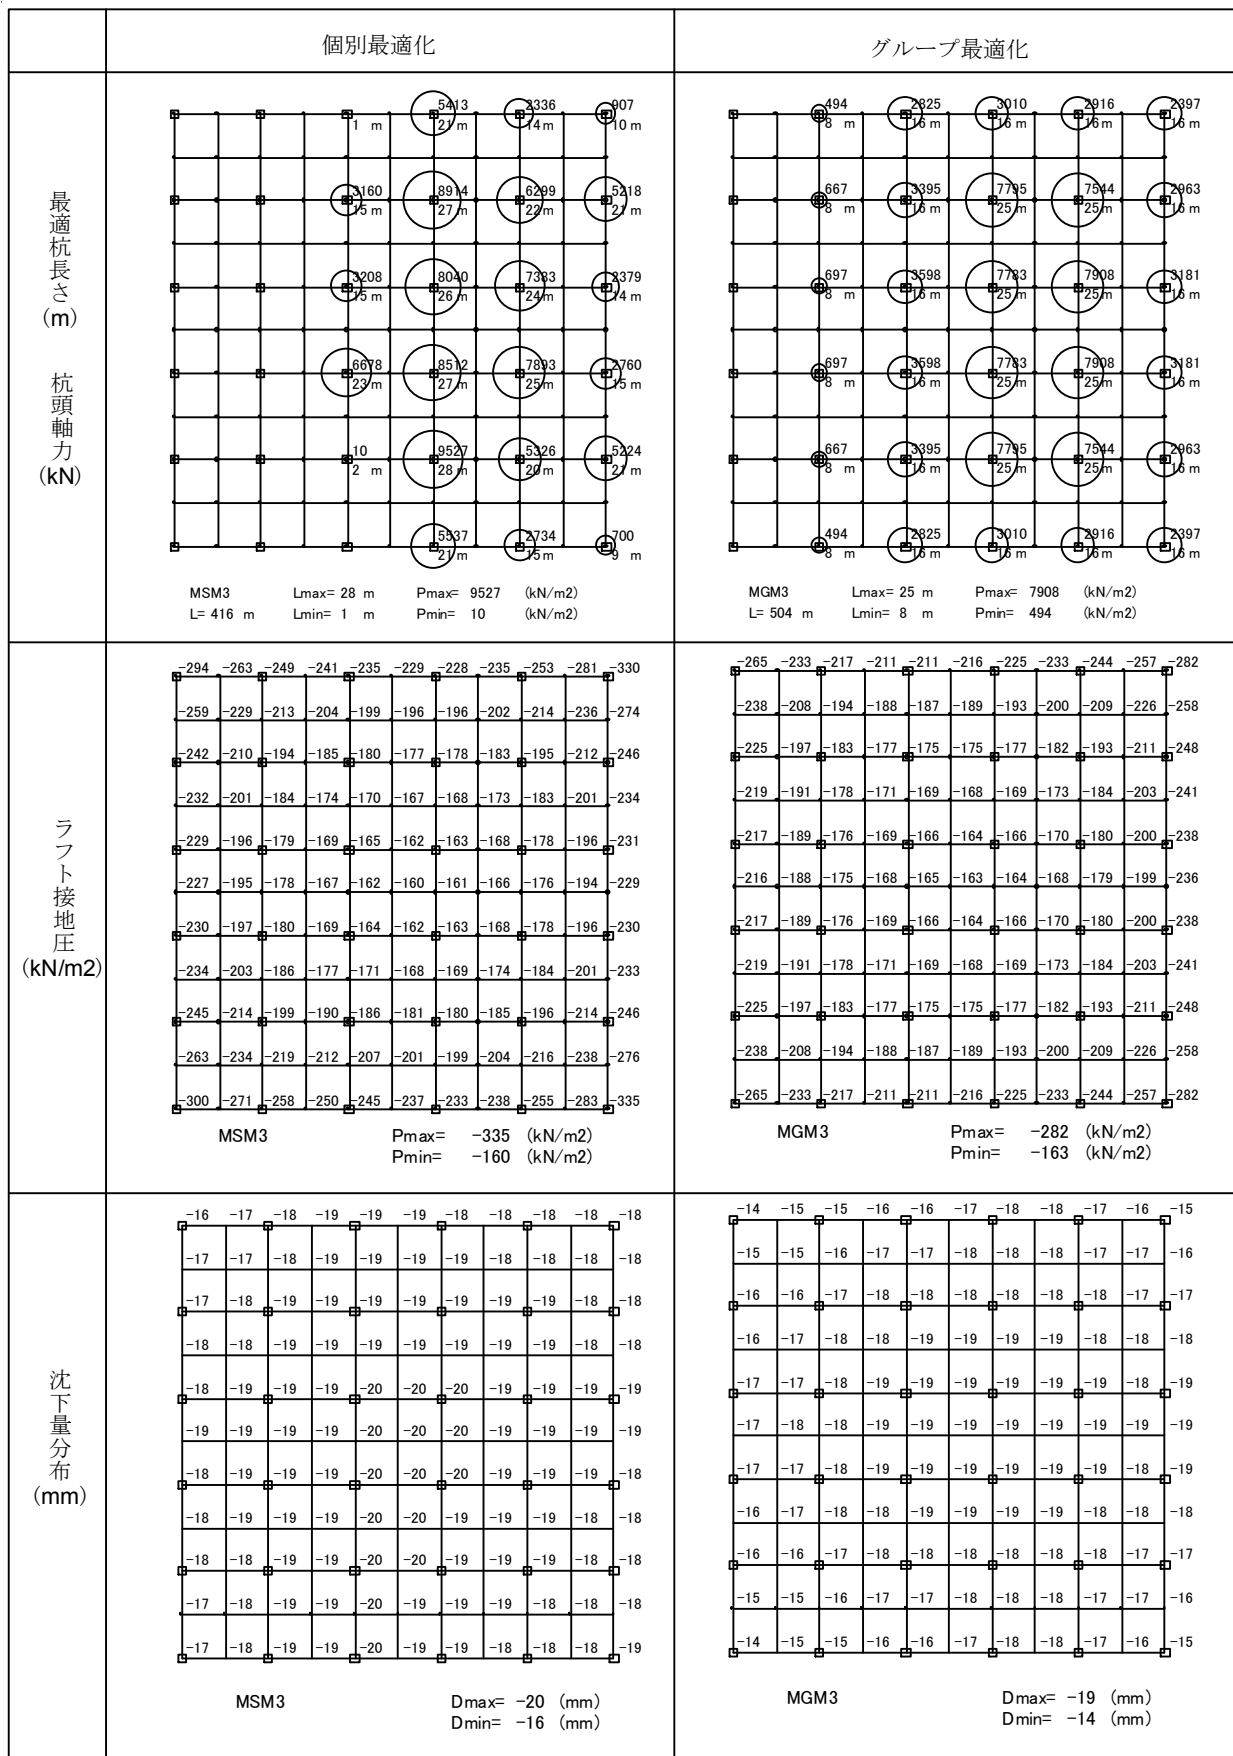 個別最適化
グループ最適化
最適杭長さ
(m)
杭頭軸力
(kN)
5413 2336 907
1 m 21 m 14 m 10 m
3160 8914 6299 5218
15 m 27 m 22 m 21 m
3208 8040 7383 2379
15 m 26 m 24 m 14 m
6678 8512 7893 2760
23 m 27 m 25 m 15 m
10 9527 5326 5224
2 m 28 m 20 m 21 m
5537 2734 700
21 m 15 m 9 m
MSM3 Lmax= 28 m Pmax= 9527 (kN/m2)
L= 416 m Lmin= 1 m Pmin= 10 (kN/m2)
494 2825 3010 2916 2397
8 m 16 m 16 m 16 m 16 m
667 3395 7795 7544 2963
8 m 16 m 25 m 25 m 16 m
697 3598 7783 7908 3181
8 m 16 m 25 m 25 m 16 m
697 3598 7783 7908 3181
8 m 16 m 25 m 25 m 16 m
667 3395 7795 7544 2963
8 m 16 m 25 m 25 m 16 m
494 2825 3010 2916 2397
8 m 16 m 16 m 16 m 16 m
MGM3 Lmax= 25 m Pmax= 7908 (kN/m2)
L= 504 m Lmin= 8 m Pmin= 494 (kN/m2)
ラフト接地圧
(kN/m2)
-294 -263 -249 -241 -235 -229 -228 -235 -253 -281 -330
-259 -229 -213 -204 -199 -196 -196 -202 -214 -236 -274
-242 -210 -194 -185 -180 -177 -178 -183 -195 -212 -246
-232 -201 -184 -174 -170 -167 -168 -173 -183 -201 -234
-229 -196 -179 -169 -165 -162 -163 -168 -178 -196 -231
-227 -195 -178 -167 -162 -160 -161 -166 -176 -194 -229
-230 -197 -180 -169 -164 -162 -163 -168 -178 -196 -230
-234 -203 -186 -177 -171 -168 -169 -174 -184 -201 -233
-245 -214 -199 -190 -186 -181 -180 -185 -196 -214 -246
-263 -234 -219 -212 -207 -201 -199 -204 -216 -238 -276
-300 -271 -258 -250 -245 -237 -233 -238 -255 -283 -335
MSM3 Pmax= -335 (kN/m2)
Pmin= -160 (kN/m2)
-265 -233 -217 -211 -211 -216 -225 -233 -244 -257 -282
-238 -208 -194 -188 -187 -189 -193 -200 -209 -226 -258
-225 -197 -183 -177 -175 -175 -177 -182 -193 -211 -248
-219 -191 -178 -171 -169 -168 -169 -173 -184 -203 -241
-217 -189 -176 -169 -166 -164 -166 -170 -180 -200 -238
-216 -188 -175 -168 -165 -163 -164 -168 -179 -199 -236
-217 -189 -176 -169 -166 -164 -166 -170 -180 -200 -238
-219 -191 -178 -171 -169 -168 -169 -173 -184 -203 -241
-225 -197 -183 -177 -175 -175 -177 -182 -193 -211 -248
-238 -208 -194 -188 -187 -189 -193 -200 -209 -226 -258
-265 -233 -217 -211 -211 -216 -225 -233 -244 -257 -282
MGM3 Pmax= -282 (kN/m2)
Pmin= -163 (kN/m2)
沈下量分布
(mm)
-16 -17 -18 -19 -19 -19 -18 -18 -18 -18 -18
-17 -17 -18 -19 -19 -19 -19 -18 -18 -18 -18
-17 -18 -19 -19 -19 -19 -19 -19 -19 -18 -18
-18 -18 -19 -19 -19 -19 -19 -19 -19 -18 -18
-18 -19 -19 -19 -20 -20 -20 -19 -19 -19 -19
-19 -19 -19 -19 -20 -20 -20 -19 -19 -19 -19
-18 -19 -19 -19 -20 -20 -20 -19 -19 -19 -18
-18 -19 -19 -19 -20 -20 -19 -19 -19 -18 -18
-18 -18 -19 -19 -20 -20 -19 -19 -19 -18 -18
-17 -18 -19 -19 -20 -19 -19 -19 -18 -18 -18
-17 -18 -19 -19 -20 -19 -19 -18 -18 -18 -19
MSM3 Dmax= -20 (mm)
Dmin= -16 (mm)
-14 -15 -15 -16 -16 -17 -18 -18 -17 -16 -15
-15 -15 -16 -17 -17 -18 -18 -18 -17 -17 -16
-16 -16 -17 -18 -18 -18 -18 -18 -18 -17 -17
-16 -17 -18 -18 -19 -19 -19 -19 -18 -18 -18
-17 -17 -18 -19 -19 -19 -19 -19 -19 -18 -19
-17 -18 -18 -19 -19 -19 -19 -19 -19 -19 -19
-17 -17 -18 -19 -19 -19 -19 -19 -19 -18 -19
-16 -17 -18 -18 -19 -19 -19 -19 -18 -18 -18
-16 -16 -17 -18 -18 -18 -18 -18 -18 -17 -17
-15 -15 -16 -17 -17 -18 -18 -18 -17 -17 -16
-14 -15 -15 -16 -16 -17 -18 -18 -17 -16 -15
MGM3 Dmax= -19 (mm)
Dmin= -14 (mm)